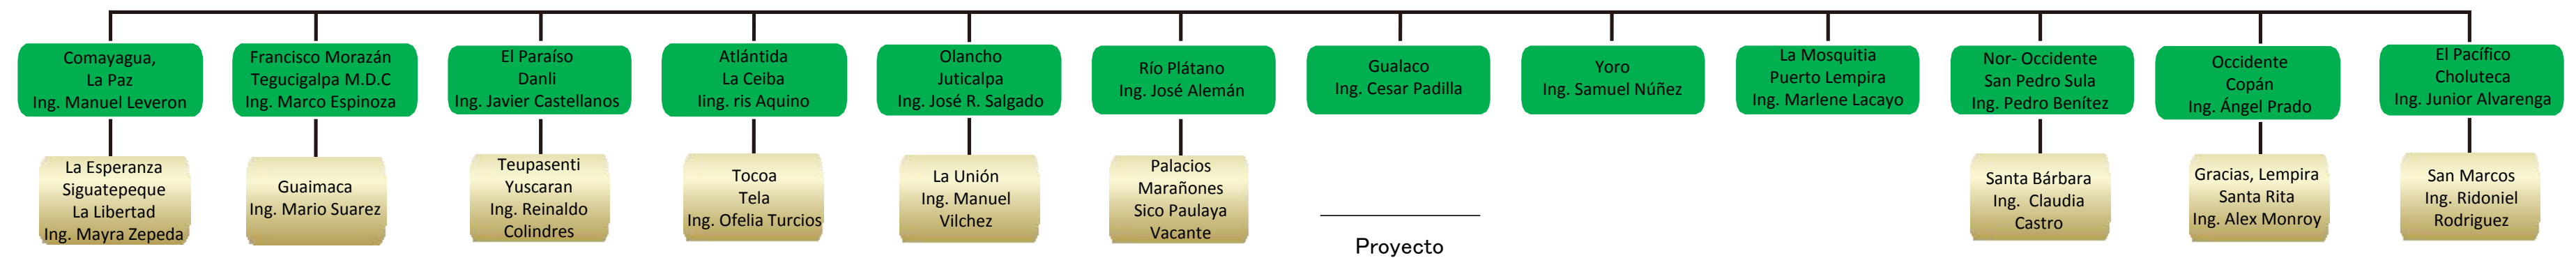 Comayagua,
La Paz
Ing. Manuel Leveron
Francisco Morazán
Tegucigalpa M.D.C
Ing. Marco Espinoza
El Paraíso
Danli
Ing. Javier Castellanos
Atlántida
La Ceiba
Iing. ris Aquino
Olancho
Juticalpa
Ing. José R. Salgado
Río Plátano
Ing. José Alemán
Gualaco
Ing. Cesar Padilla
Yoro
Ing. Samuel Núñez
La Mosquitia
Puerto Lempira
Ing. Marlene Lacayo
Nor- Occidente
San Pedro Sula
Ing. Pedro Benítez
Occidente
Copán
Ing. Ángel Prado
El Pacífico
Choluteca
Ing. Junior Alvarenga
La Esperanza
Siguatepeque
La Libertad
Ing. Mayra Zepeda
Guaimaca
Ing. Mario Suarez
Teupasenti
Yuscaran
Ing. Reinaldo
Colindres
Tocoa
Tela
Ing. Ofelia Turcios
La Unión
Ing. Manuel
Vilchez
Palacios
Marañones
Sico Paulaya
Vacante
Proyecto
Santa Bárbara
Ing. Claudia
Castro
Gracias, Lempira
Santa Rita
Ing. Alex Monroy
San Marcos
Ing. Ridoniel
Rodriguez